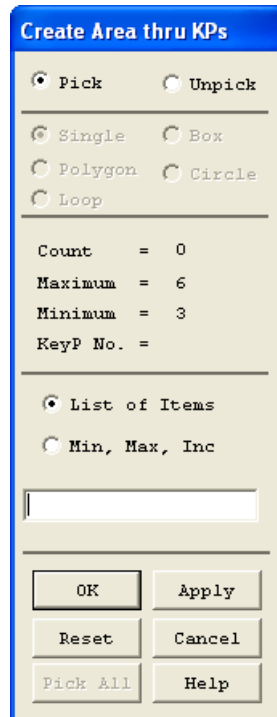 Create Area thru KPs
Pick Unpick
Single Box
Polygon Circle
Loop
Count = 0
Maximum = 6
Minimum = 3
KeyP No. =
List of Items
Min, Max, Inc
OK Apply
Reset Cancel
Pick All Help